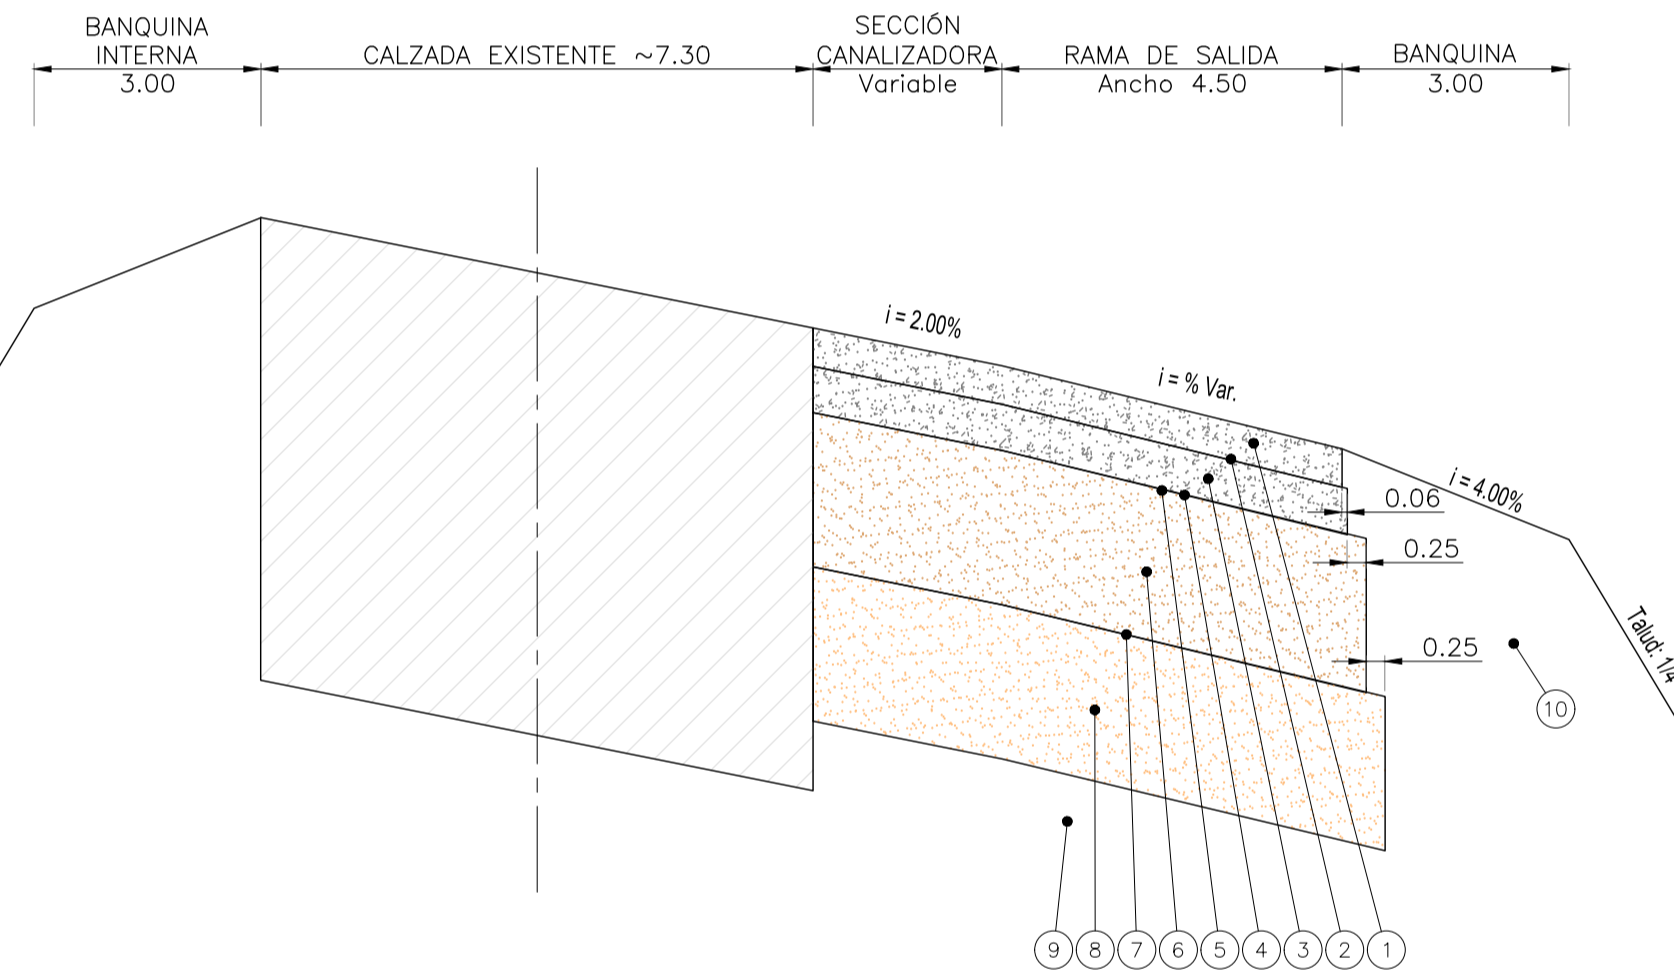 BANQUINA
INTERNA
3.00
CALZADA EXISTENTE ~7.30
SECCIÓN
CANALIZADORA
Variable
RAMA DE SALIDA
Ancho 4.50
BANQUINA
3.00
i = 2.00%
i = % Var.
i = 4.00%
0.06
0.25
0.25
Talud: 1/4
10
9 8 7 6 5 4 3 2 1